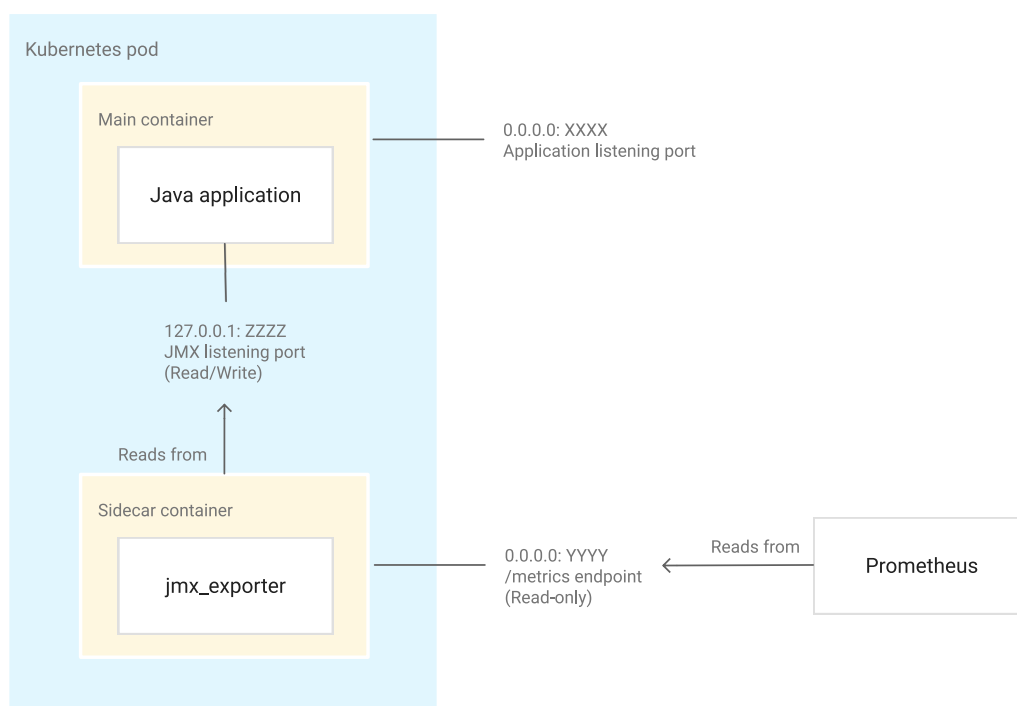 Kubernetes pod
Main container
Java application
0.0.0.0: XXXX
Application listening port
127.0.0.1: ZZZZ
JMX listening port
(Read/Write)
Reads from
Sidecar container
jmx_exporter
0.0.0.0: YYYY
/metrics endpoint
(Read-only)
Reads from
Prometheus